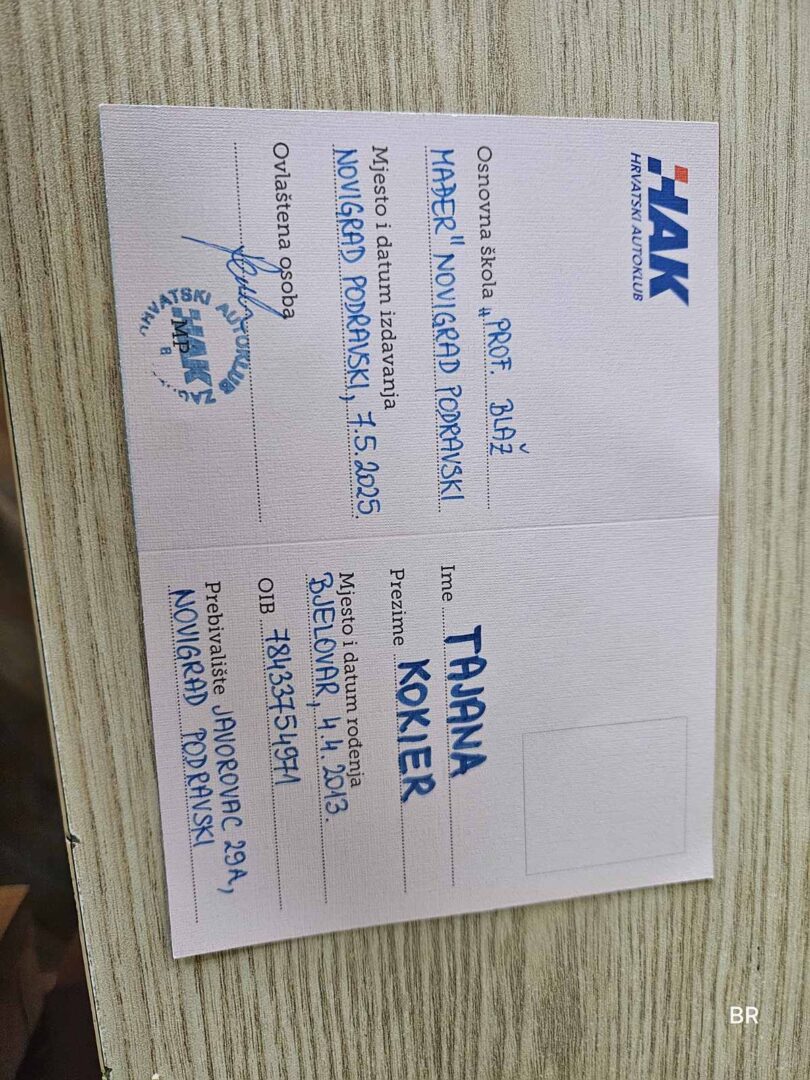 HAK
HRVATSKI AUTOKLUB
Osnovna škola „PROF. BLAŽ
MAĐER" NOVIGRAD PODRAVSKI
Mjesto i datum izdavanja
NOVIGRAD PODRAVSKI, 7.5.2025.
Ovlaštena osoba
HRVATSKI AUTOKLUB
HAK
MP
8
Ime TAJANA
Prezime KOKIER
Mjesto i datum rođenja
BJELOVAR, 4.4.2013.
OIB 78433754971
Prebivalište JAVOROVAC 29A,
NOVIGRAD PODRAVSKI
BR